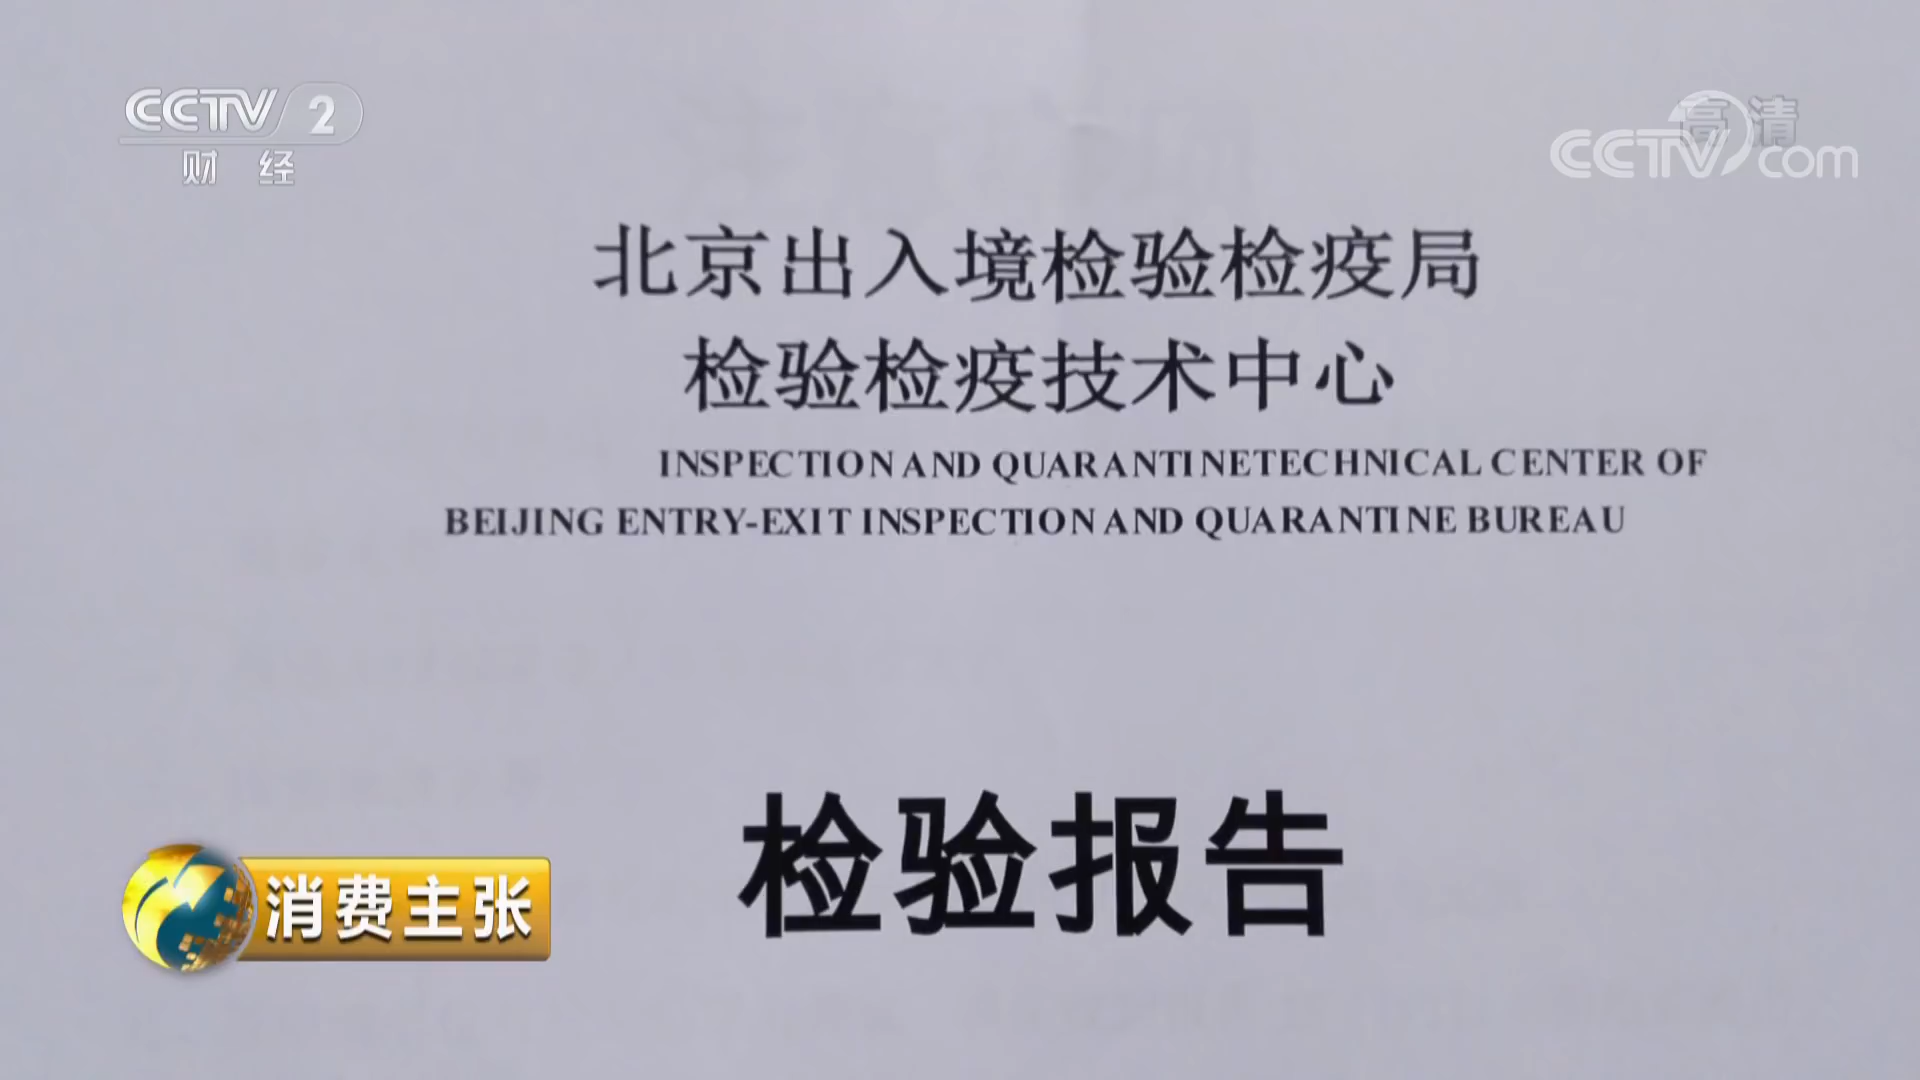 CCTV 2
财 经
高清
CCTV.com
北京出入境检验检疫局
检验检疫技术中心
INSPECTION AND QUARANTINETECHNICAL CENTER OF
BEIJING ENTRY-EXIT INSPECTION AND QUARANTINE BUREAU
检验报告
消费主张